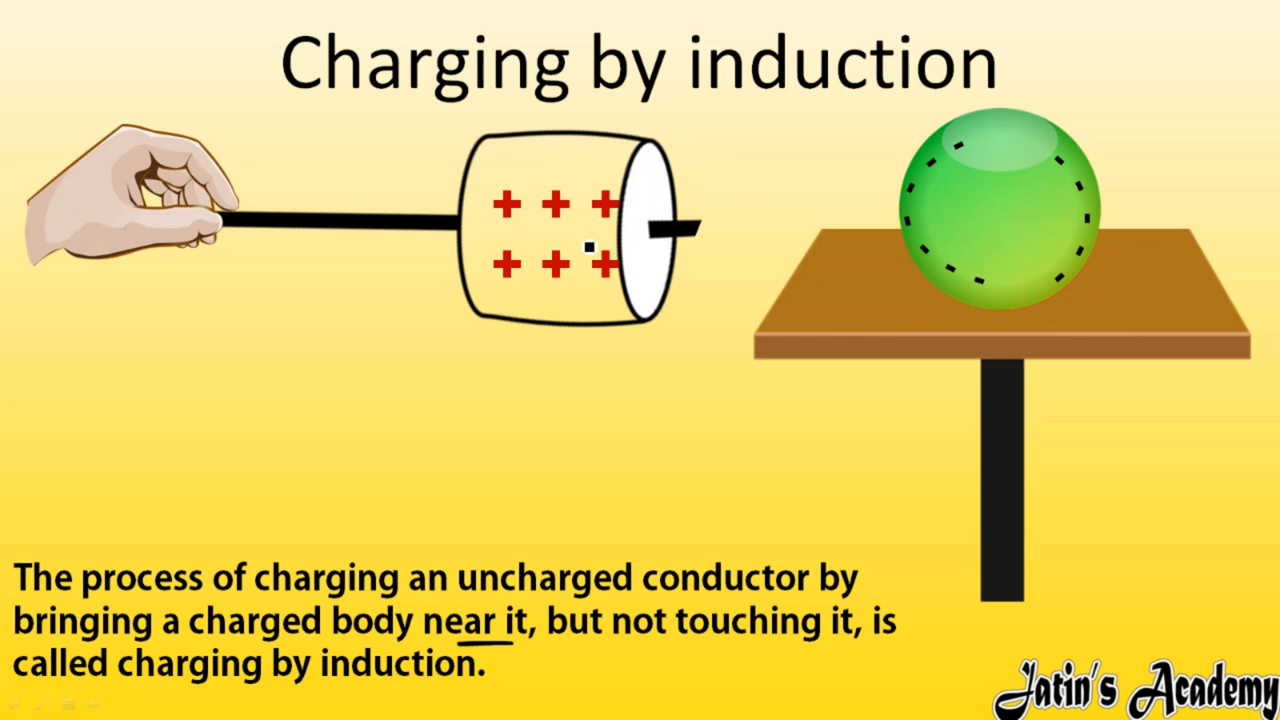 Charging by induction
The process of charging an uncharged conductor by
bringing a charged body near it, but not touching it, is
called charging by induction.
Jatin's Academy